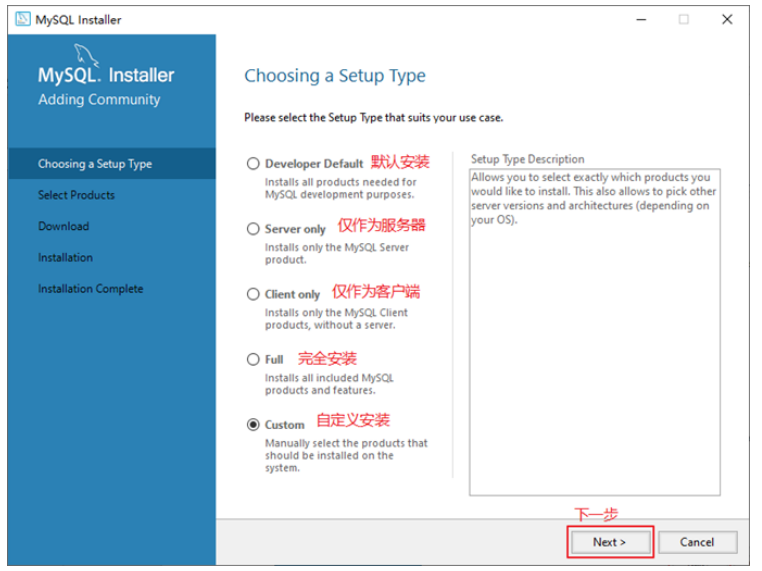 MySQL Installer
MySQL. Installer
Adding Community
Choosing a Setup Type
Select Products
Download
Installation
Installation Complete
Choosing a Setup Type
Please select the Setup Type that suits your use case.
Developer Default 默认安装
Installs all products needed for
MySQL development purposes.
Server only 仅作为服务器
Installs only the MySQL Server
product.
Client only 仅作为客户端
Installs only the MySQL Client
products, without a server.
Full 完全安装
Installs all included MySQL
products and features.
Custom 自定义安装
Manually select the products that
should be installed on the
system.
Setup Type Description
Allows you to select exactly which products you
would like to install. This also allows to pick other
server versions and architectures (depending on
your OS).
下一步
Next >
Cancel